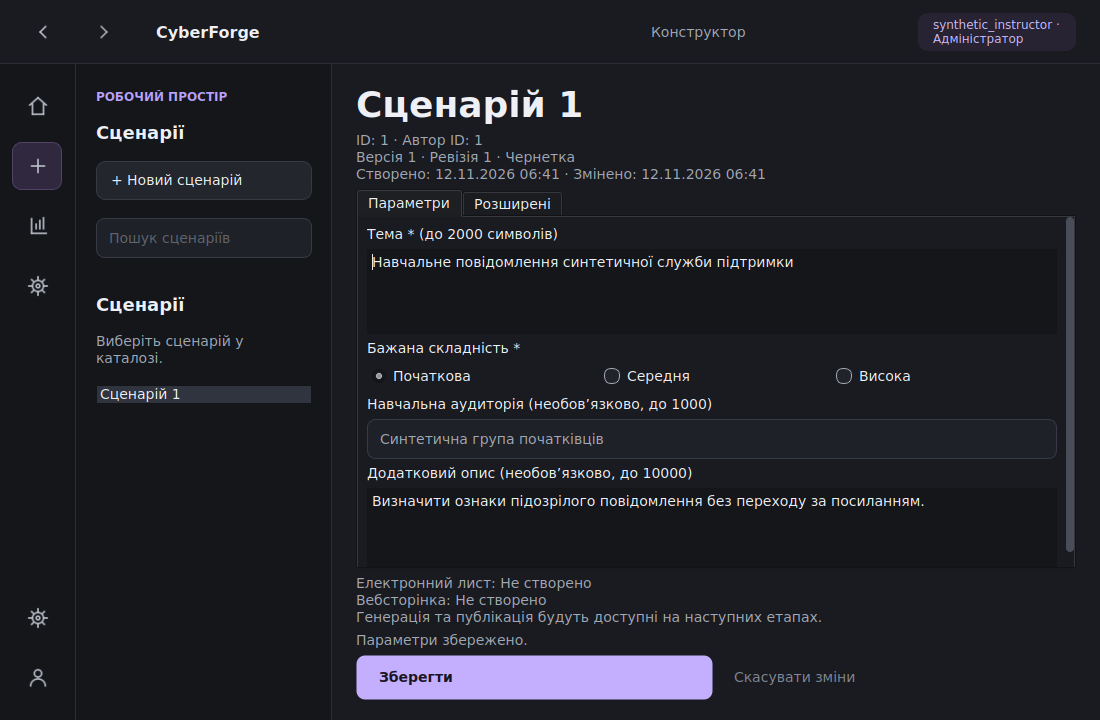 CyberForge
Конструктор
synthetic_instructor ·
Адміністратор
РОБОЧИЙ ПРОСТІР
Сценарії
+ Новий сценарій
Пошук сценаріїв
Сценарії
Виберіть сценарій у
каталозі.
Сценарій 1
Сценарій 1
ID: 1 · Автор ID: 1
Версія 1 · Ревізія 1 · Чернетка
Створено: 12.11.2026 06:41 · Змінено: 12.11.2026 06:41
Параметри
Розширені
Тема * (до 2000 символів)
Навчальне повідомлення синтетичної служби підтримки
Бажана складність *
Початкова
Середня
Висока
Навчальна аудиторія (необов’язково, до 1000)
Синтетична група початківців
Додатковий опис (необов’язково, до 10000)
Визначити ознаки підозрілого повідомлення без переходу за посиланням.
Електронний лист: Не створено
Вебсторінка: Не створено
Генерація та публікація будуть доступні на наступних етапах.
Параметри збережено.
Зберегти
Скасувати зміни